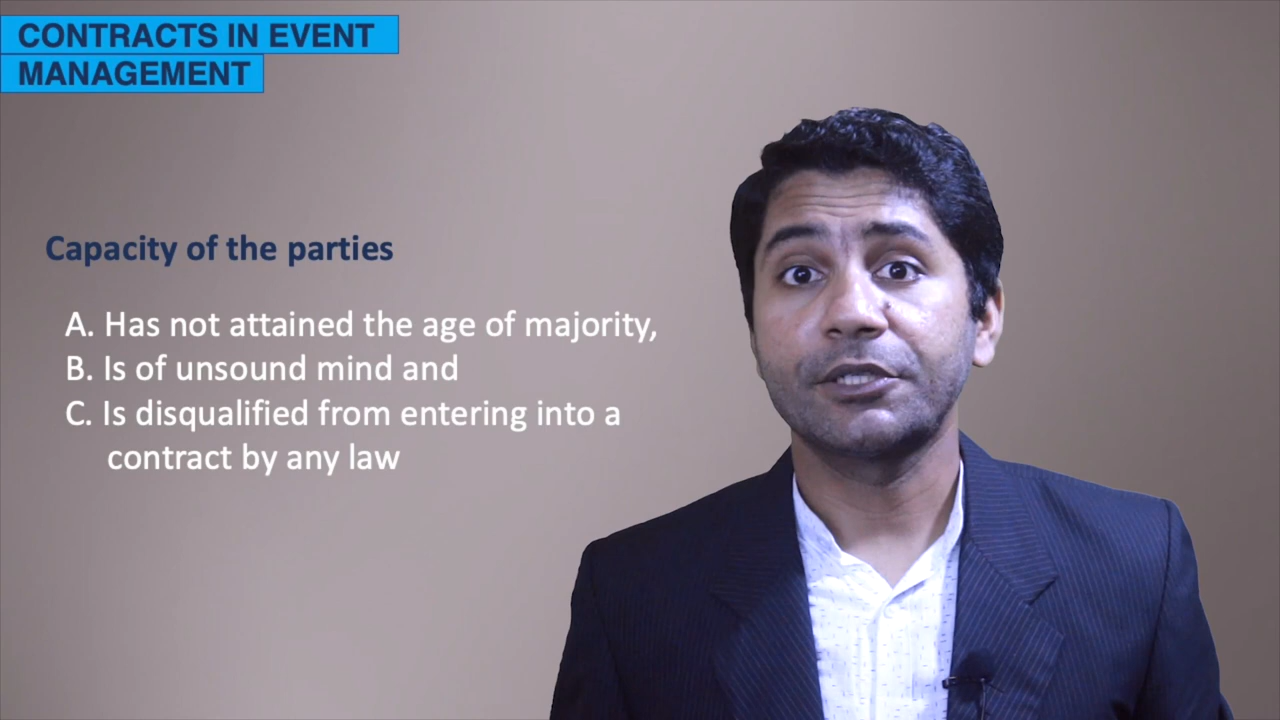 CONTRACTS IN EVENT
MANAGEMENT
Capacity of the parties
A. Has not attained the age of majority,
B. Is of unsound mind and
C. Is disqualified from entering into a
contract by any law